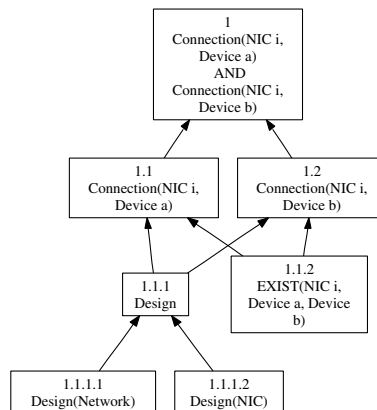 1
Connection(NIC i,
Device a)
AND
Connection(NIC i,
Device b)
1.1
Connection(NIC i,
Device a)
1.2
Connection(NIC i,
Device b)
1.1.1
Design
1.1.2
EXIST(NIC i,
Device a, Device
b)
1.1.1.1
Design(Network)
1.1.1.2
Design(NIC)